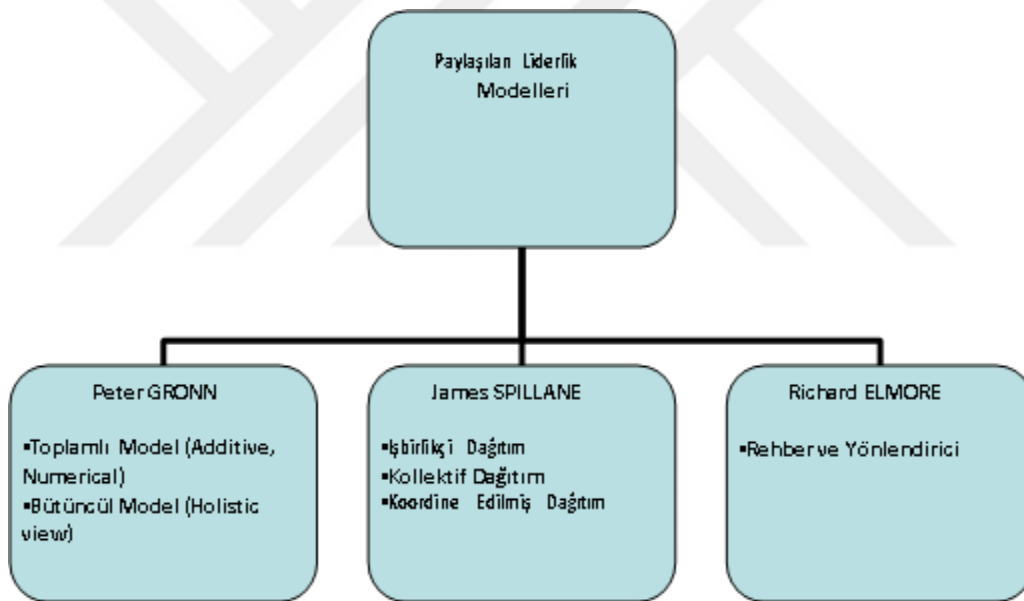 Paylaşılan Liderlik
Modelleri
Peter GRONN
▪Toplamlı Model (Additive,
Numerical)
▪Bütüncül Model (Holistic
view)
James SPILLANE
▪İşbirlikçi Dağıtım
▪Kollektif Dağıtım
▪Koordine Edilmiş Dağıtım
Richard ELMORE
▪Rehber ve Yönlendirici